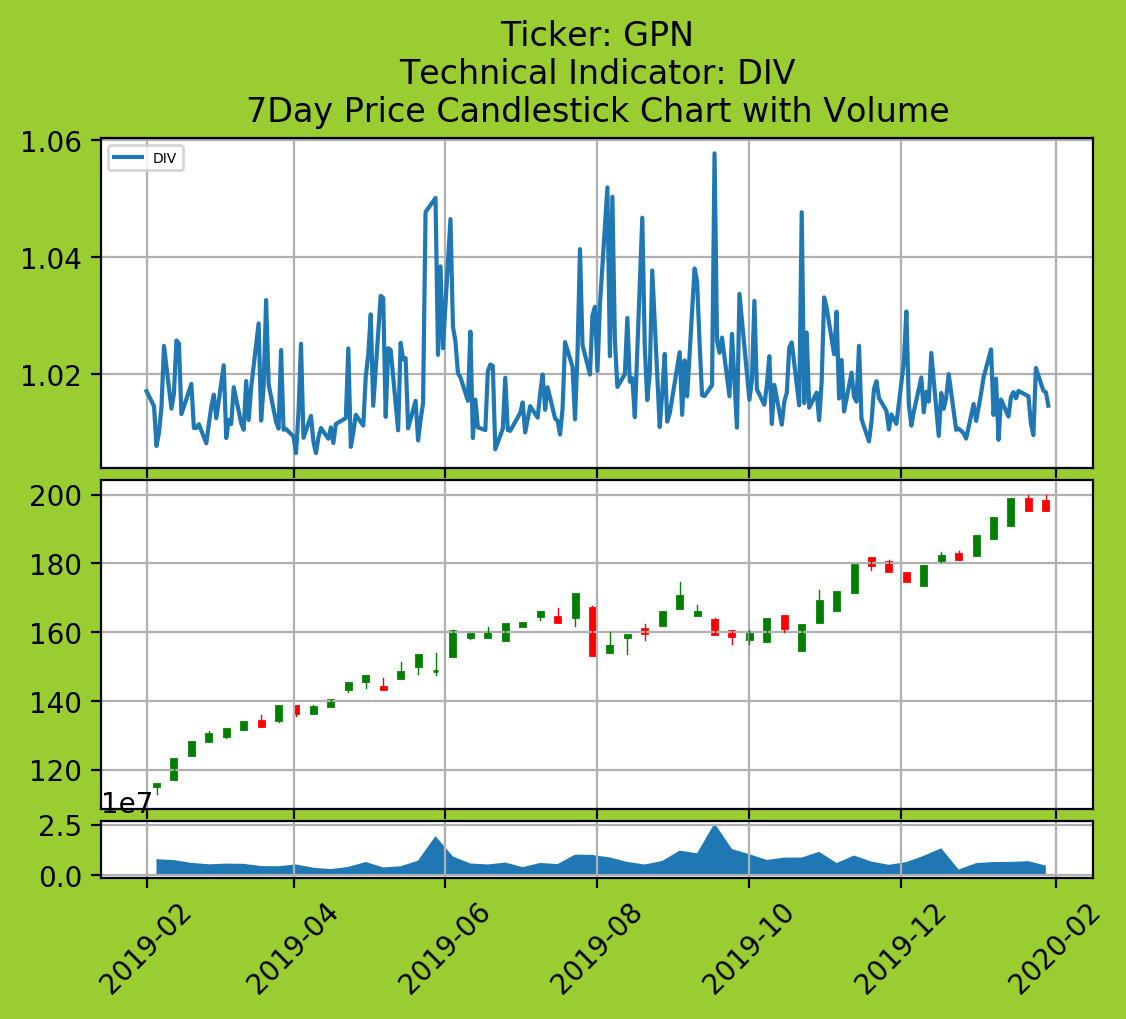 Ticker: GPN
Technical Indicator: DIV
7Day Price Candlestick Chart with Volume
1.06
DIV
1.04
1.02
200
180
160
140
120
1e7
2.5
0.0
2019-02 2019-04 2019-06 2019-08 2019-10 2019-12 2020-02